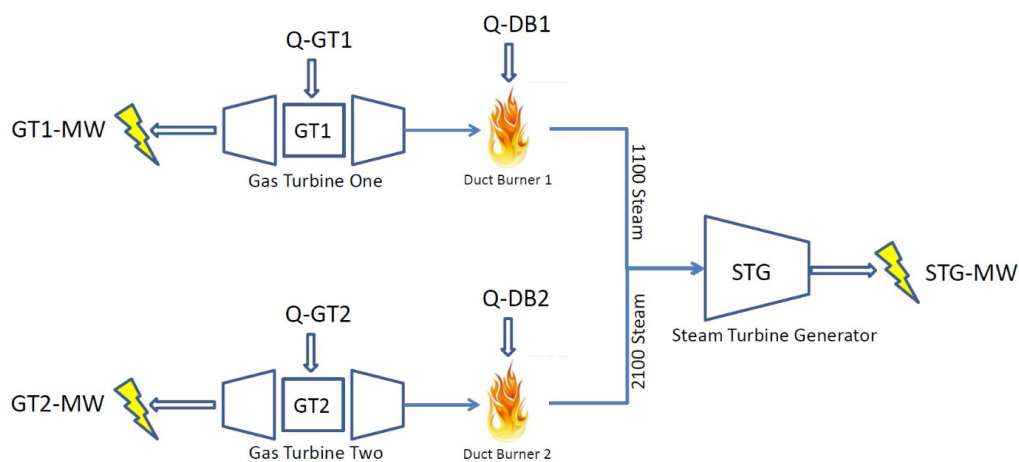 Q-GT1
Q-DB1
GT1-MW
GT1
Gas Turbine One
Duct Burner 1
1100 Steam
STG
STG-MW
Steam Turbine Generator
Q-GT2
Q-DB2
2100 Steam
GT2-MW
GT2
Gas Turbine Two
Duct Burner 2